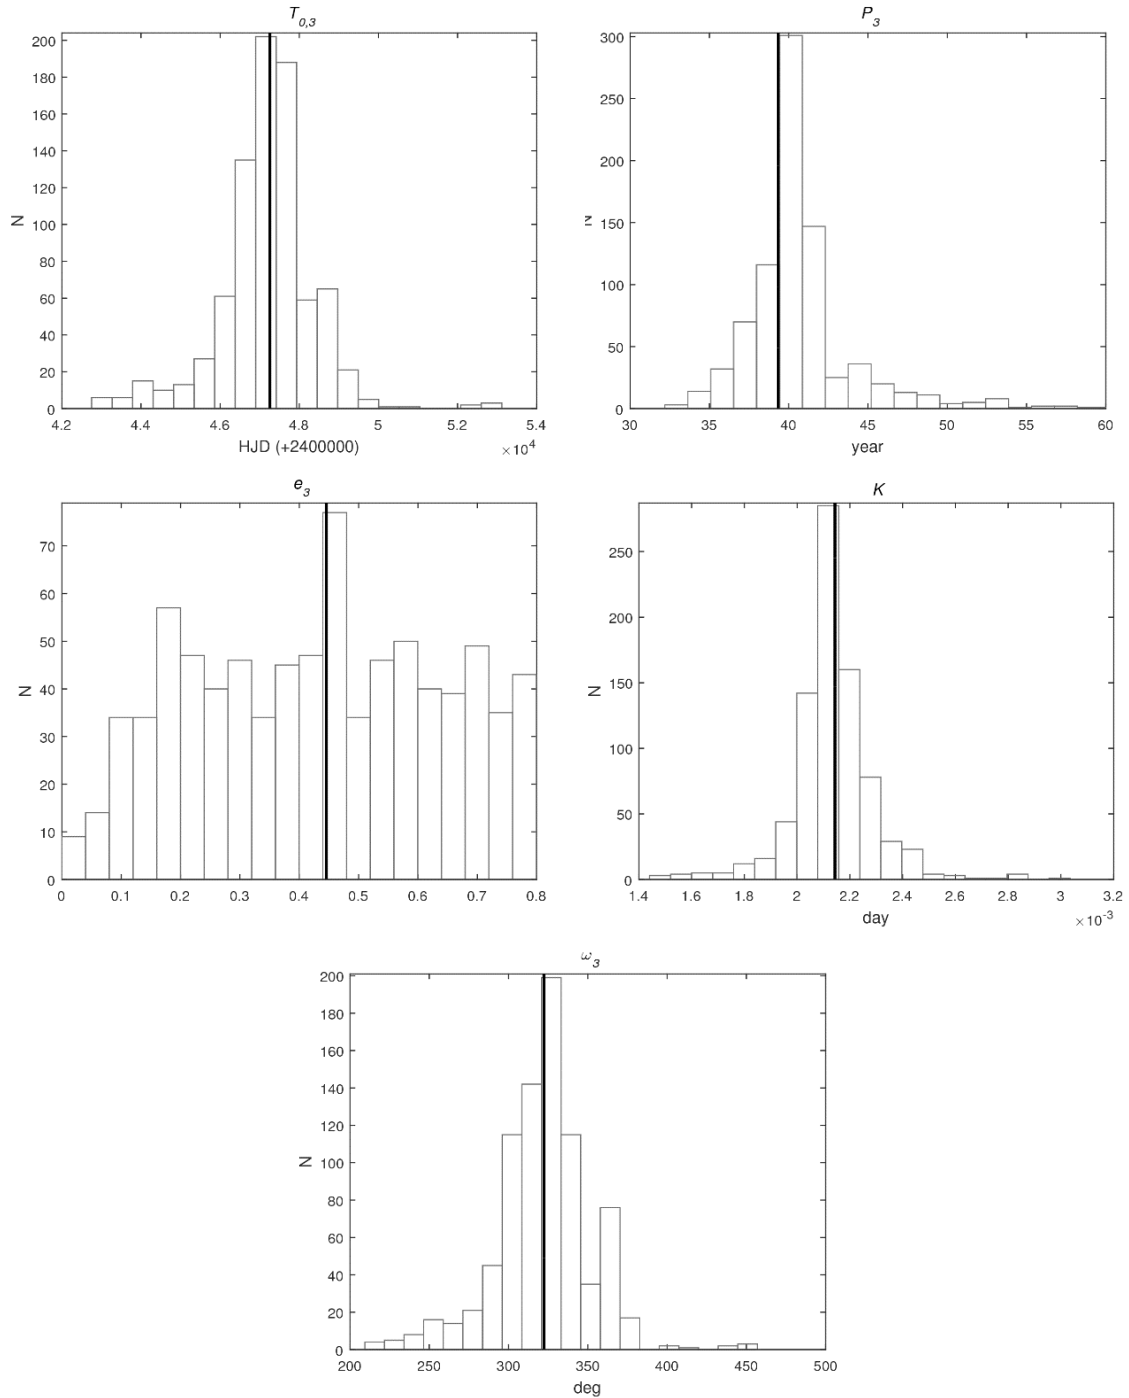 T0,3
200
180
160
140
120
100
80
60
40
20
0
N
4.2 4.4 4.6 4.8 5 5.2 5.4
HJD (+2400000)
×10^4
P3
300
250
200
150
100
50
0
N
30 35 40 45 50 55 60
year
e3
70
60
50
40
30
20
10
0
N
0 0.1 0.2 0.3 0.4 0.5 0.6 0.7 0.8
K
250
200
150
100
50
0
N
1.4 1.6 1.8 2 2.2 2.4 2.6 2.8 3 3.2
day
×10^-3
ω3
200
180
160
140
120
100
80
60
40
20
0
N
200 250 300 350 400 450 500
deg